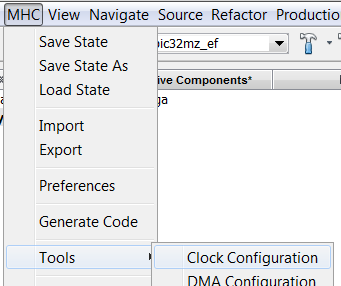 MHC View Navigate Source Refactor Productio
Save State
pic32mz_ef
Save State As
Load State
ive Components*
ga
Import
Export
Preferences
Generate Code
Tools
Clock Configuration
DMA Configuration